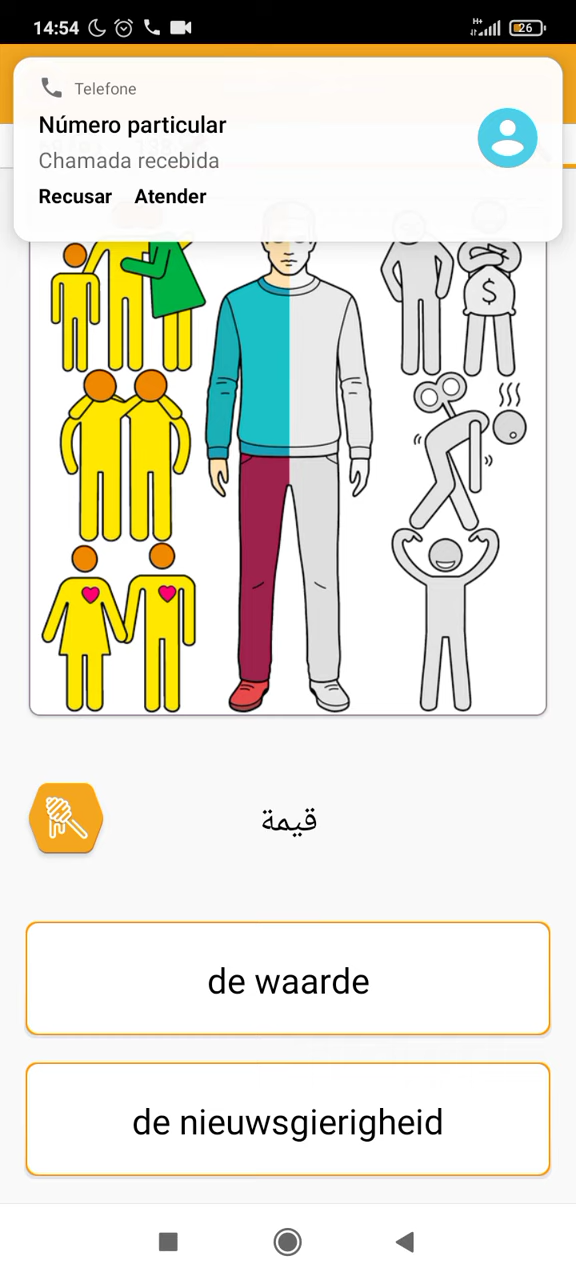 14:54
H+
26
Telefone
Número particular
Chamada recebida
Recusar Atender
$
قيمة
de waarde
de nieuwsgierigheid